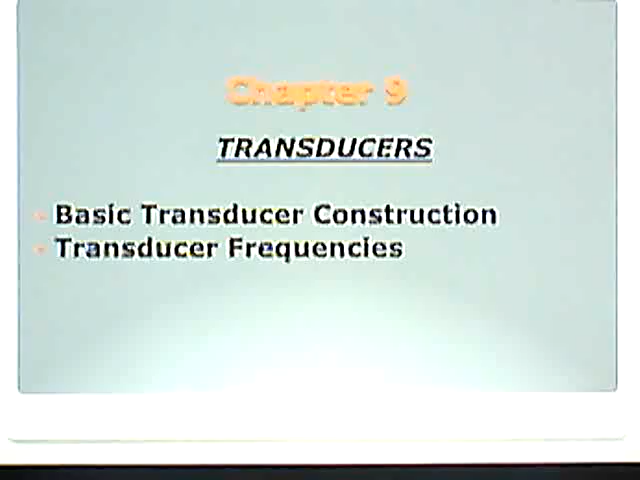 Chapter 9
TRANSDUCERS
Basic Transducer Construction
Transducer Frequencies